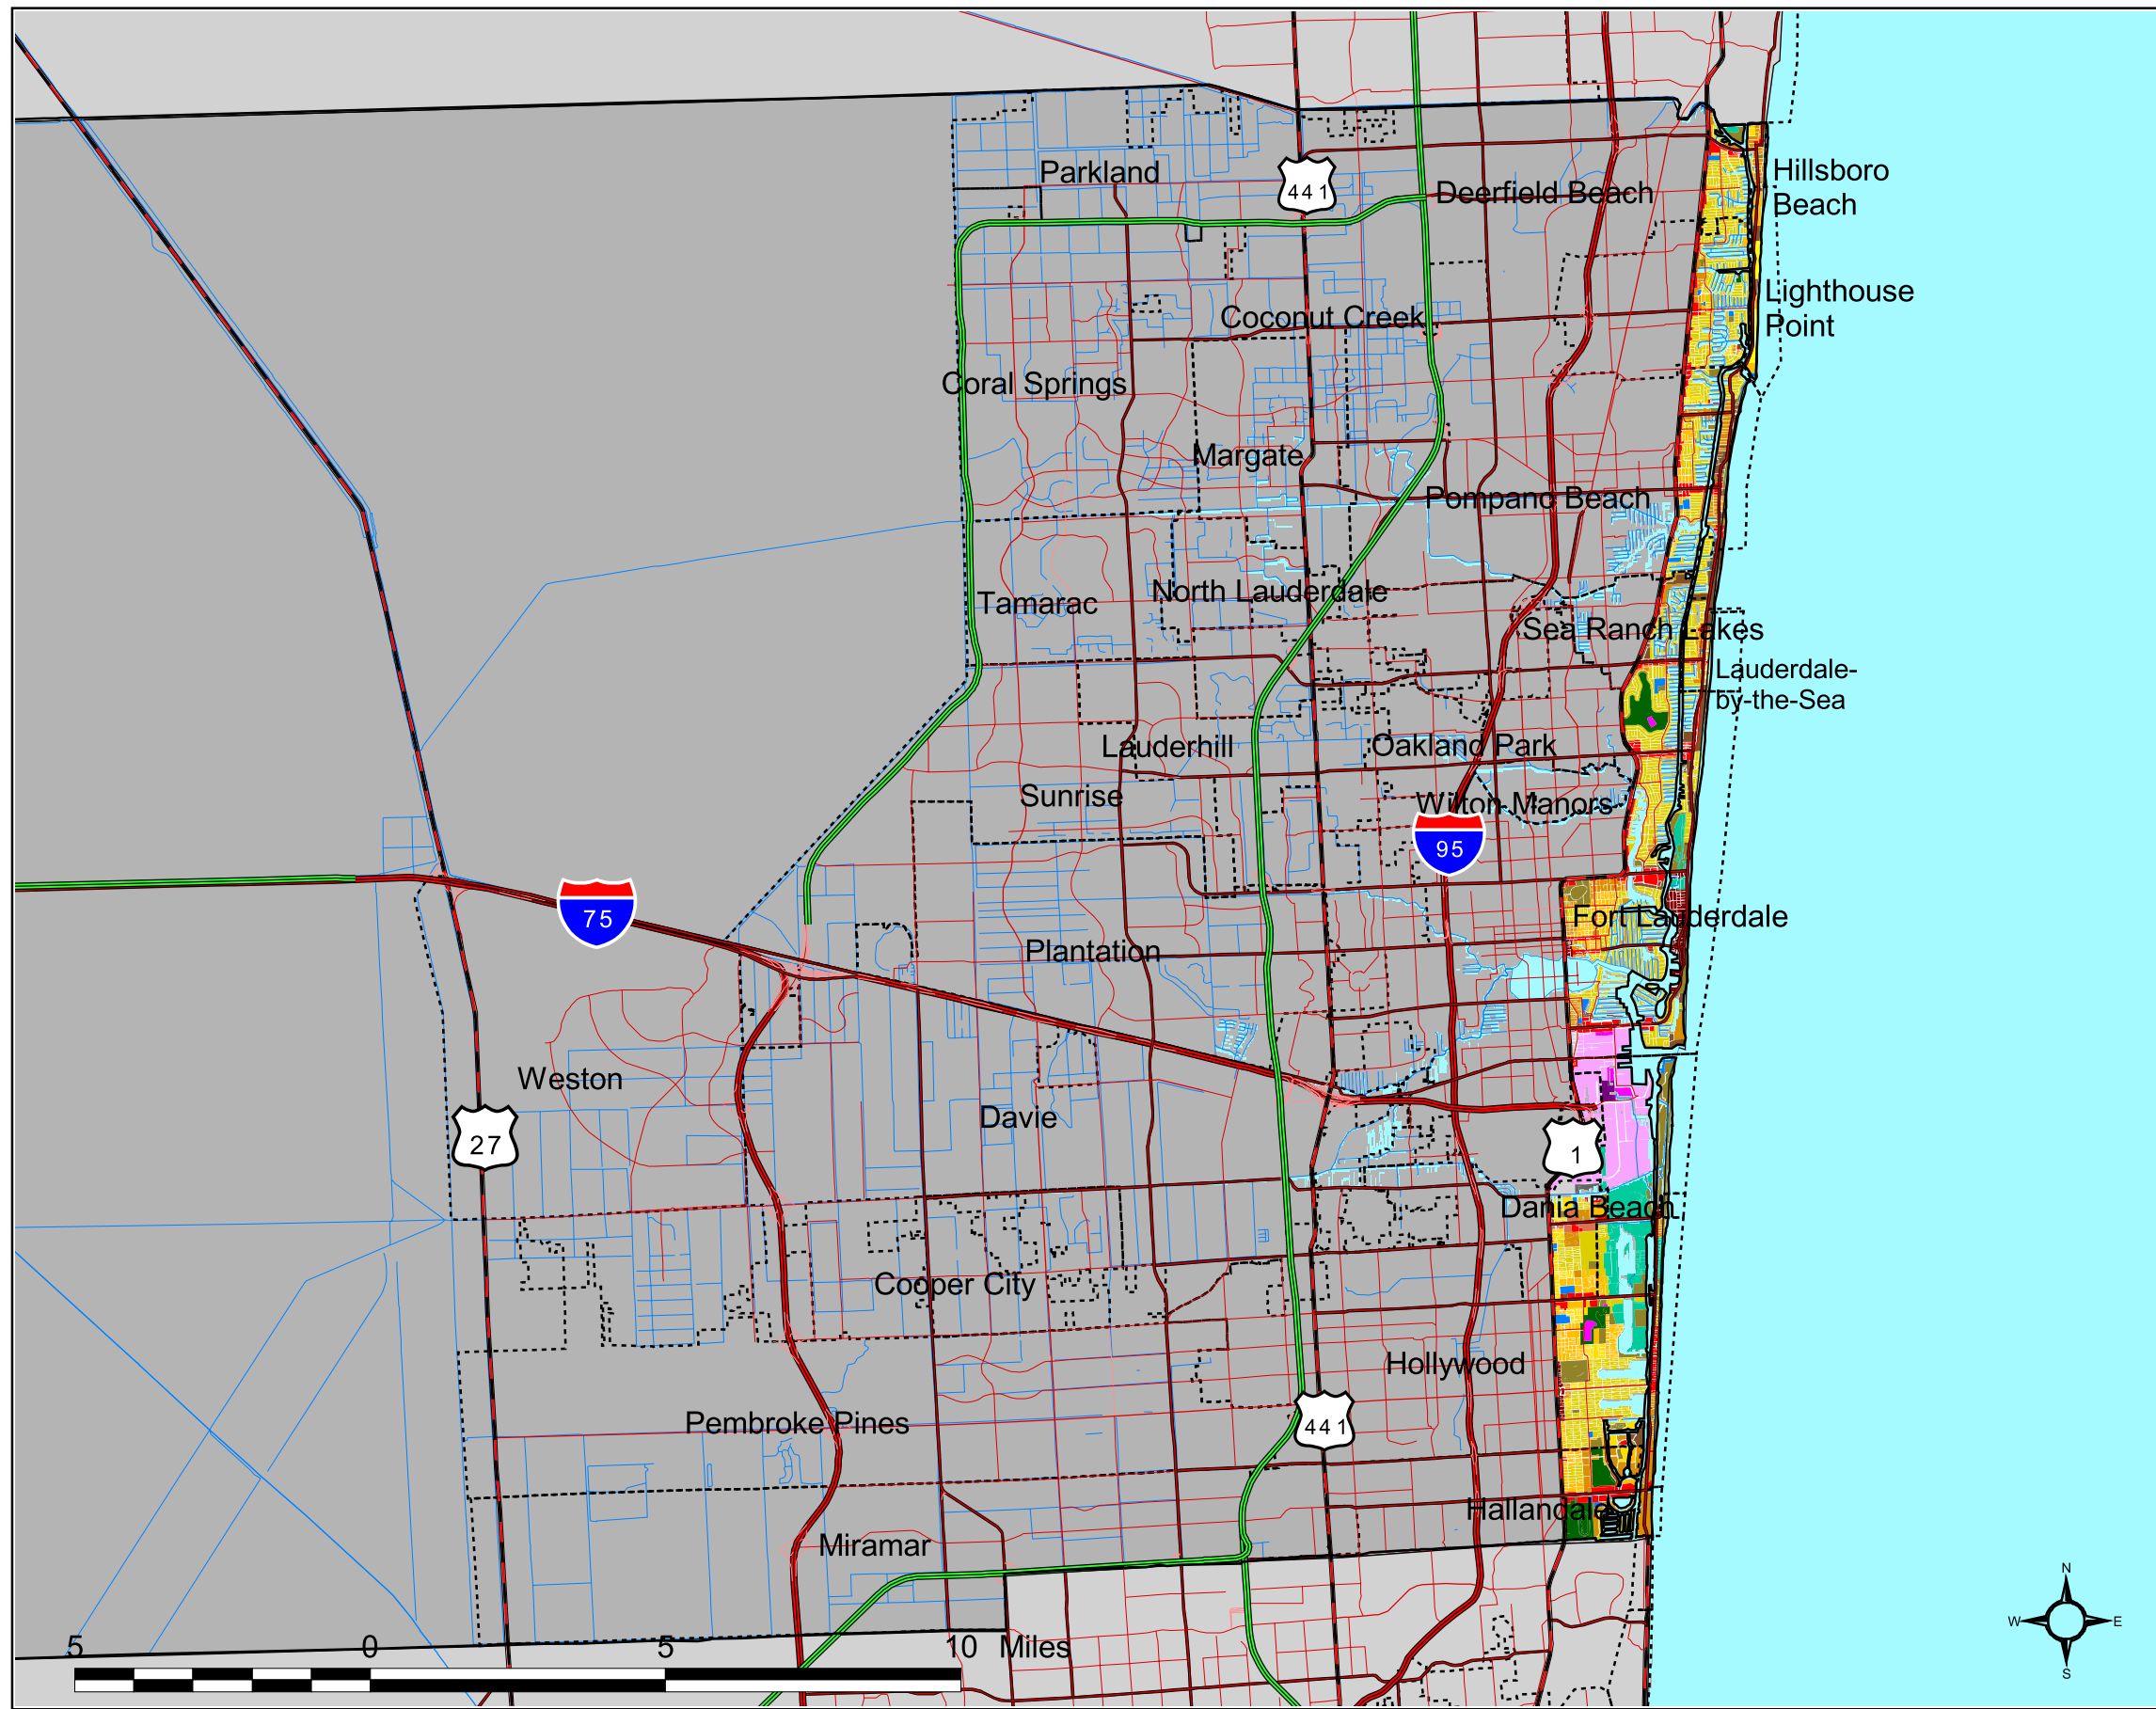 Parkland
441
Deerfield Beach
Hillsboro
Beach
Lighthouse
Point
Coconut Creek
Coral Springs
Margate
Pompano Beach
North Lauderdale
Tamarac
Sea Ranch Lakes
Lauderdale-
by-the-Sea
Lauderhill
Oakland Park
Sunrise
Wilton Manors
95
75
Fort Lauderdale
Plantation
Weston
Davie
27
1
Dania Beach
Cooper City
Hollywood
Pembroke Pines
441
Hallandale
Miramar
N
W E
S
5 0 5 10 Miles